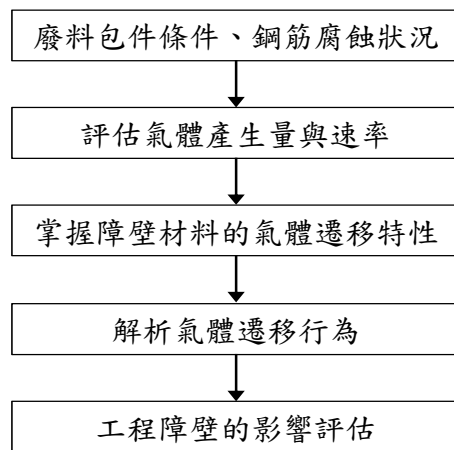 廢料包件條件、鋼筋腐蝕狀況
評估氣體產生量與速率
掌握障壁材料的氣體遷移特性
解析氣體遷移行為
工程障壁的影響評估